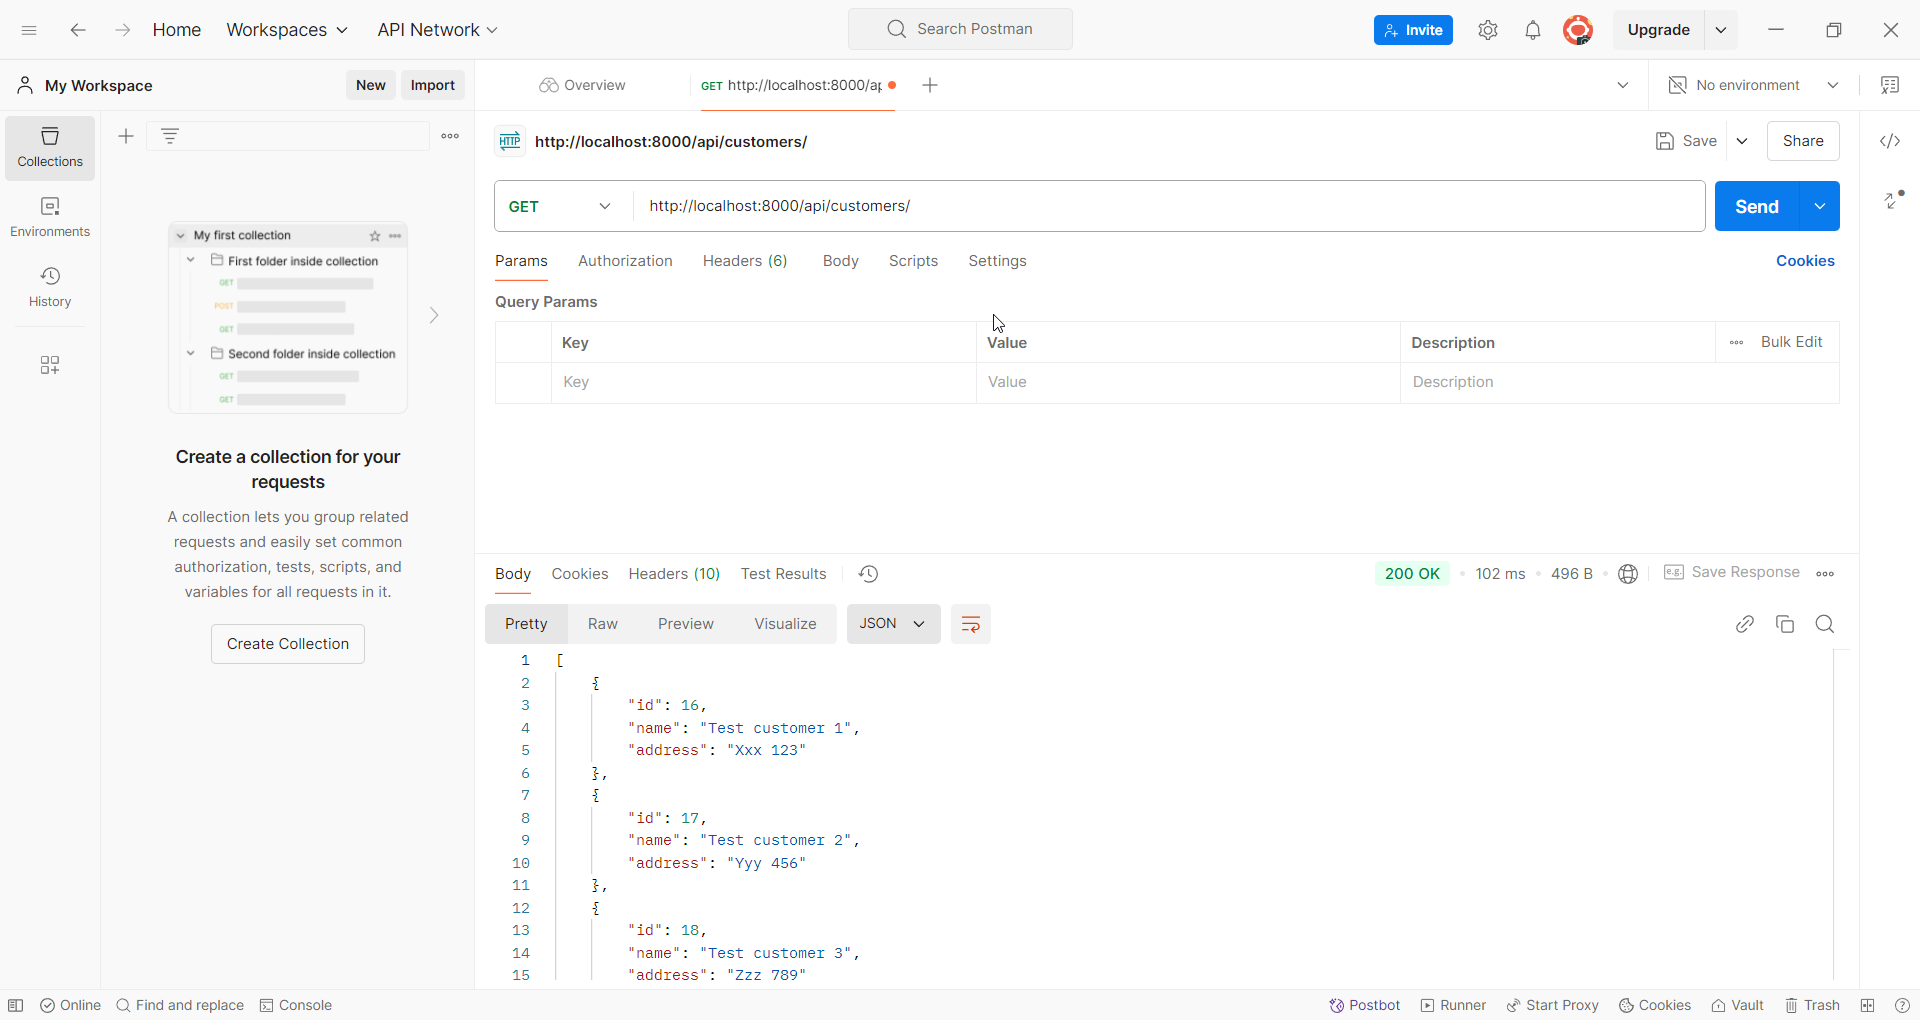 Home Workspaces API Network Search Postman Invite Upgrade
My Workspace New Import Overview GET http://localhost:8000/ap No environment
Collections
Environments
History
My first collection
First folder inside collection
GET
POST
GET
Second folder inside collection
GET
GET
Create a collection for your
requests
A collection lets you group related
requests and easily set common
authorization, tests, scripts, and
variables for all requests in it.
Create Collection
HTTP http://localhost:8000/api/customers/ Save Share
GET http://localhost:8000/api/customers/ Send
Params Authorization Headers (6) Body Scripts Settings Cookies
Query Params
Key Value Description Bulk Edit
Key Value Description
Body Cookies Headers (10) Test Results 200 OK 102 ms 496 B e.g. Save Response
Pretty Raw Preview Visualize JSON
1 [
2 {
3 "id": 16,
4 "name": "Test customer 1",
5 "address": "Xxx 123"
6 },
7 {
8 "id": 17,
9 "name": "Test customer 2",
10 "address": "Yyy 456"
11 },
12 {
13 "id": 18,
14 "name": "Test customer 3",
15 "address": "Zzz 789"
Online Find and replace Console Postbot Runner Start Proxy Cookies Vault Trash